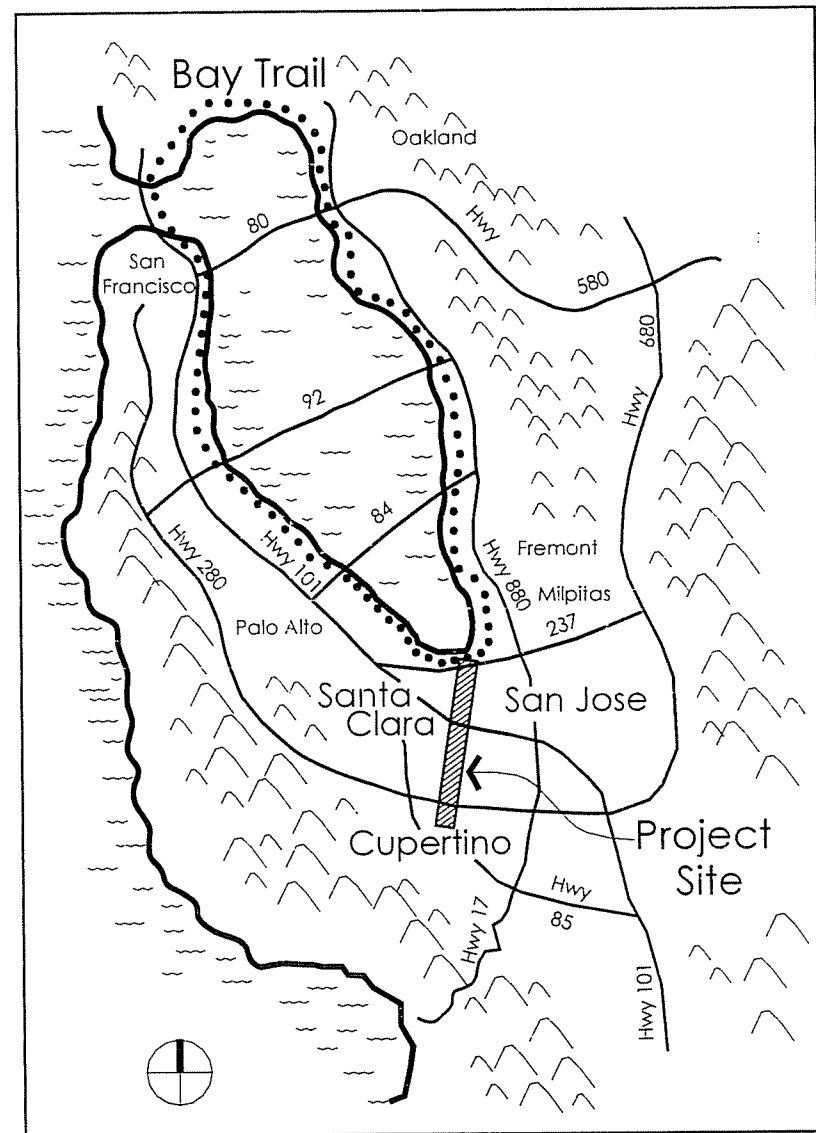 Bay Trail
Oakland
80
Hwy
580
San
Francisco
680
Hwy
92
84
Hwy 280
Hwy 101
Hwy 880
Fremont
Milpitas
237
Palo Alto
Santa
Clara
San Jose
Cupertino
Project
Site
Hwy
85
Hwy 17
Hwy 101